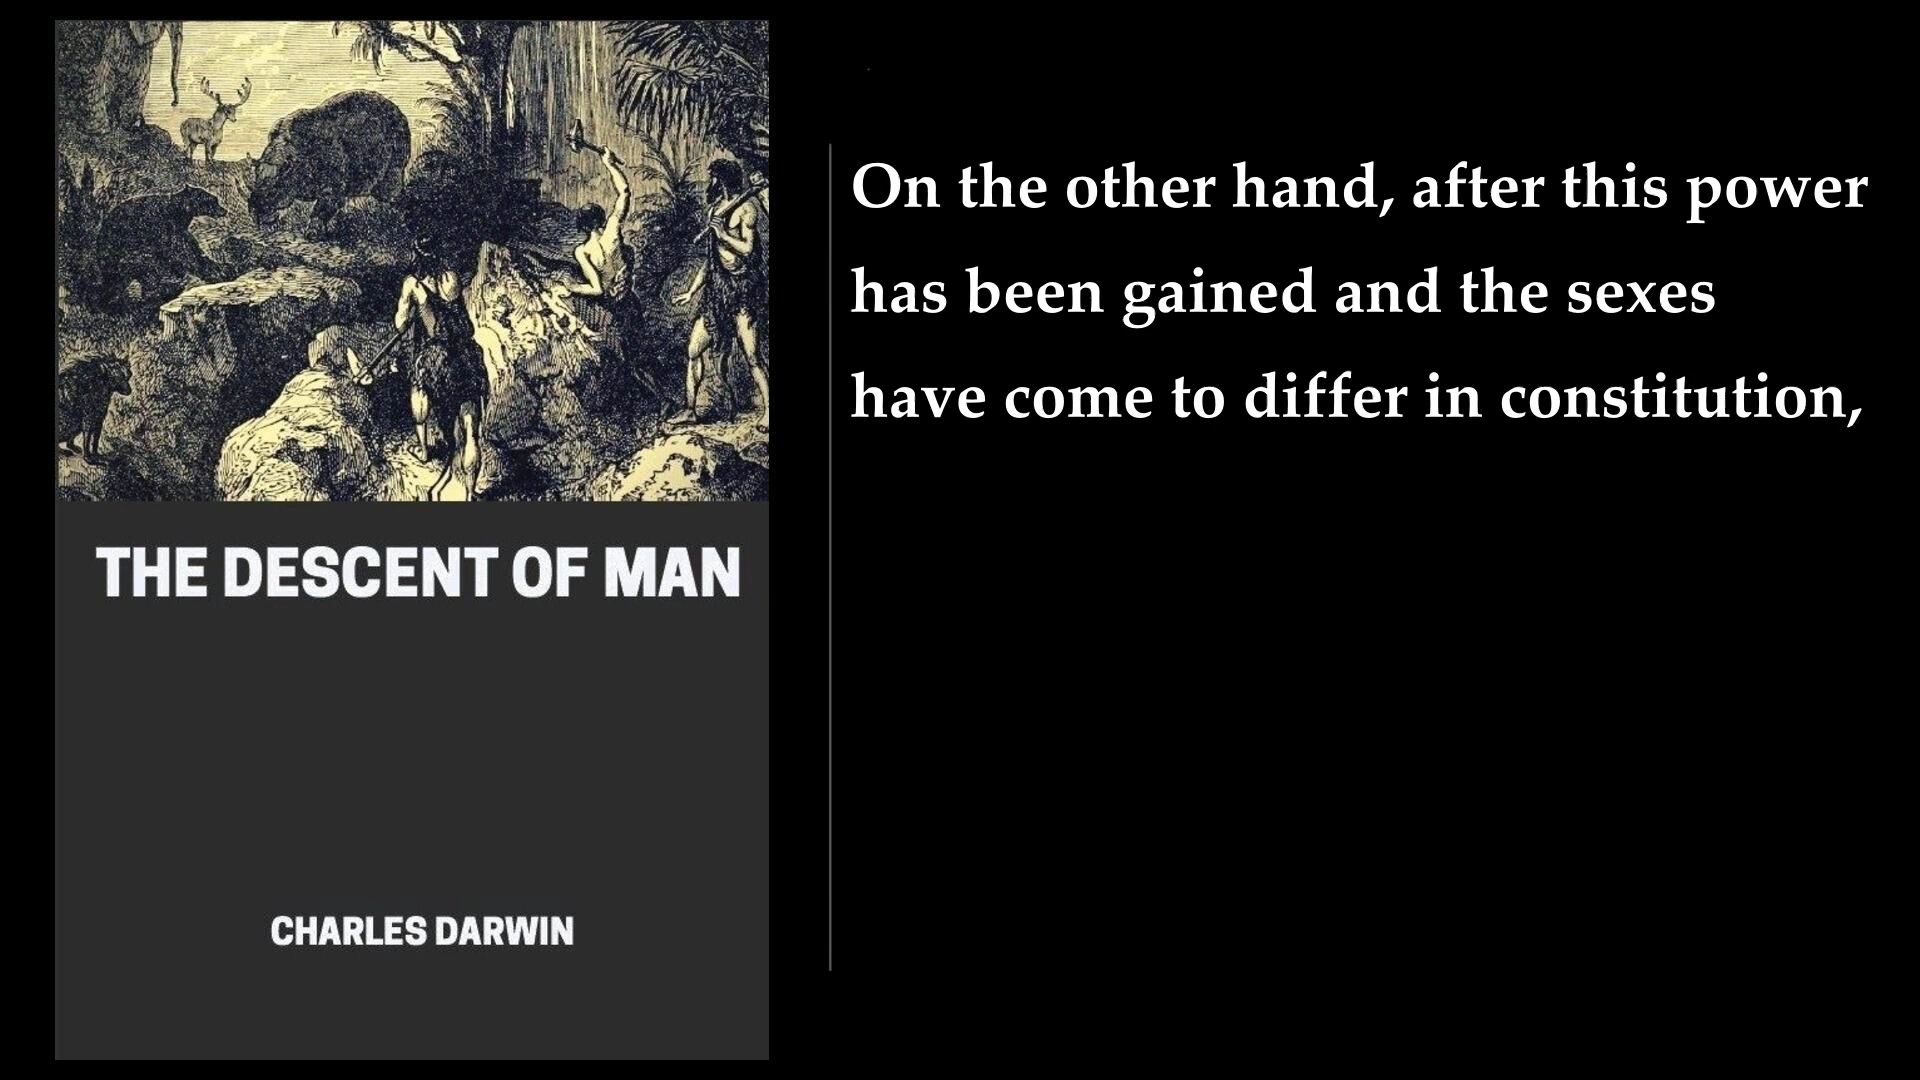 THE DESCENT OF MAN
CHARLES DARWIN
On the other hand, after this power
has been gained and the sexes
have come to differ in constitution,